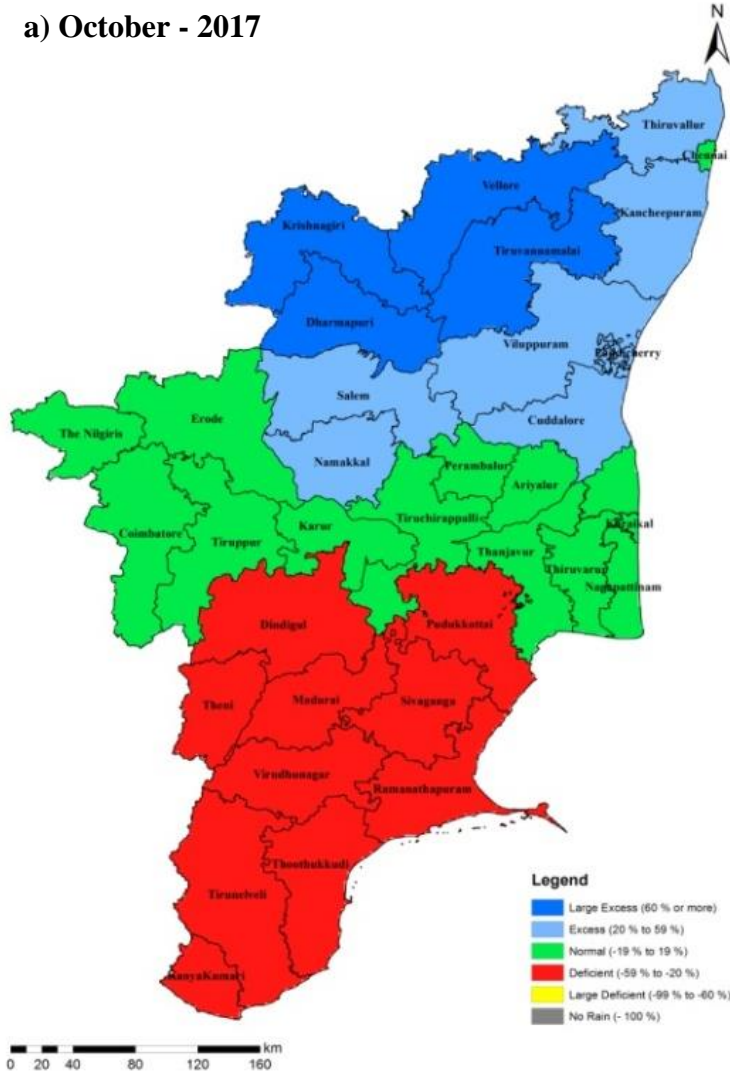 a) October - 2017
N
Thiruvallur
Chennai
Vellore
Kancheepuram
Krishnagiri
Tiruvannamalai
Dharmapuri
Viluppuram
Salem
Cuddalore
Erode
The Nilgiris
Namakkal
Perambalur
Ariyalur
Coimbatore
Tiruppur
Karur
Tiruchirappalli
Karaikal
Thanjavur
Thiruvarur
Nagapattinam
Dindigul
Pudukkottai
Theni
Madurai
Sivaganga
Virudhunagar
Ramanathapuram
Thoothukkudi
Tirunelveli
KanyaKumari
Legend
Large Excess (60 % or more)
Excess (20 % to 59 %)
Normal (-19 % to 19 %)
Deficient (-59 % to -20 %)
Large Deficient (-99 % to -60 %)
No Rain (- 100 %)
km
0 20 40 80 120 160